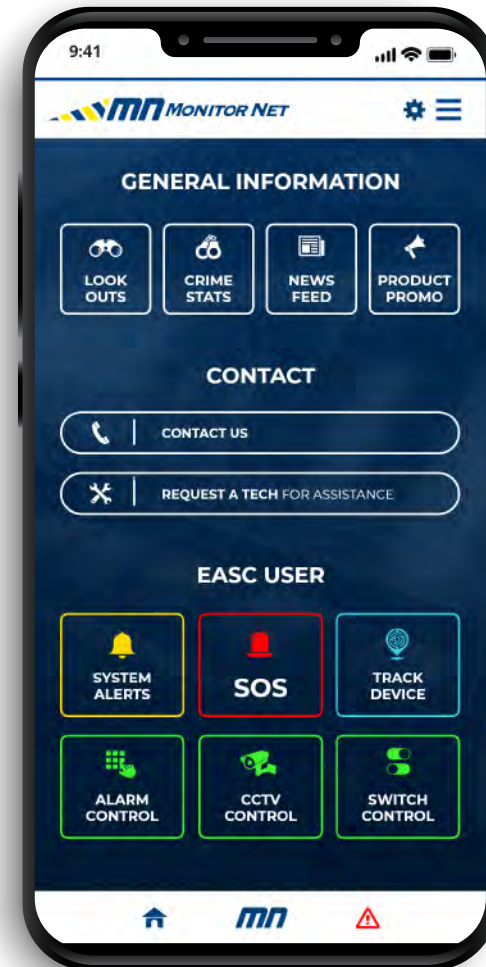 9:41
MN MONITOR NET
GENERAL INFORMATION
LOOK
OUTS
CRIME
STATS
NEWS
FEED
PRODUCT
PROMO
CONTACT
CONTACT US
REQUEST A TECH FOR ASSISTANCE
EASC USER
SYSTEM
ALERTS
SOS
TRACK
DEVICE
ALARM
CONTROL
CCTV
CONTROL
SWITCH
CONTROL
MN